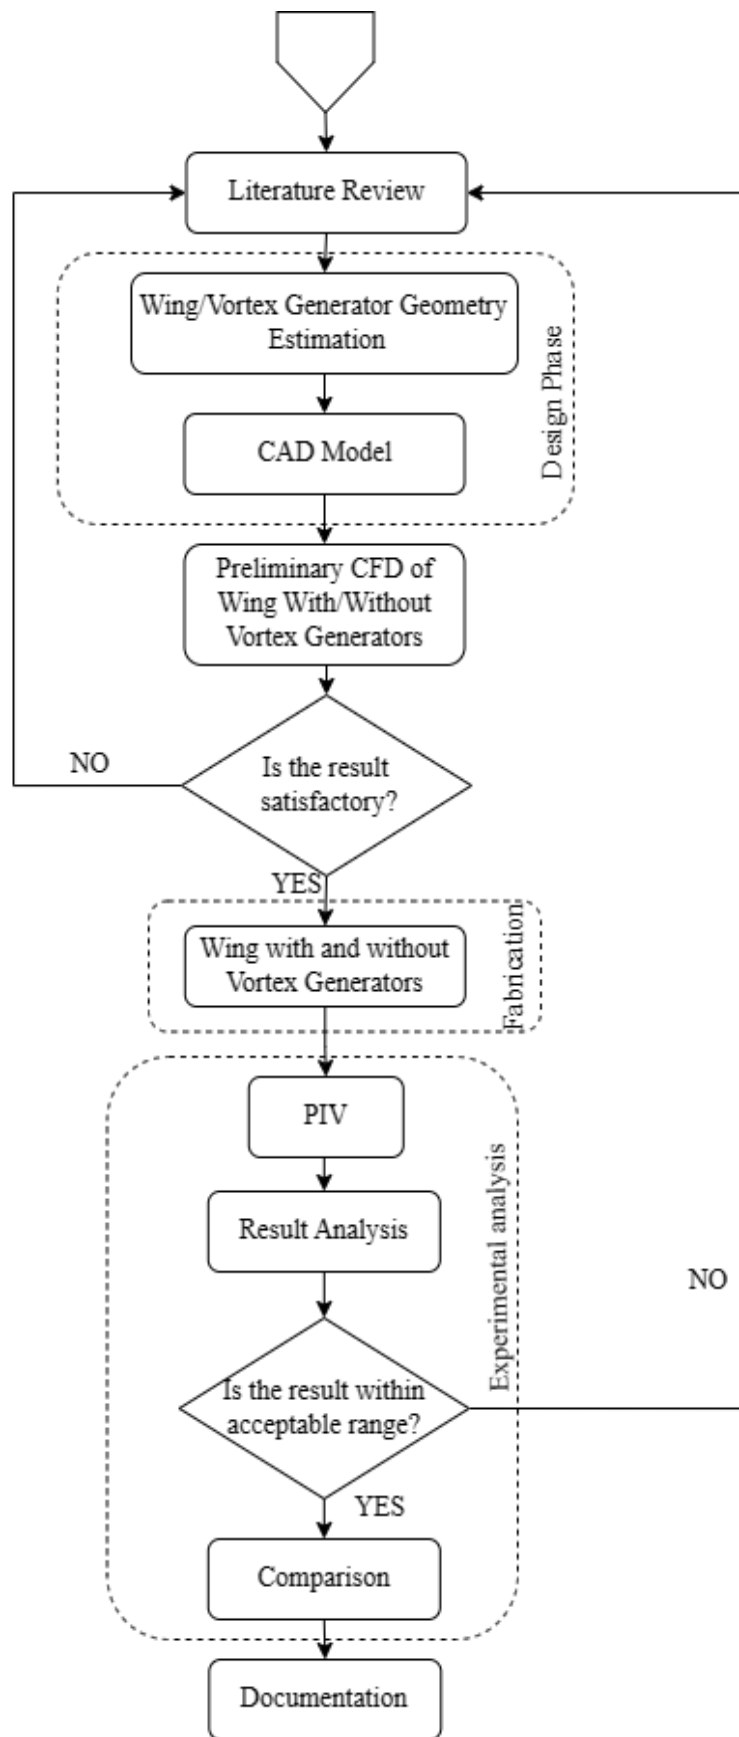 Literature Review
Wing/Vortex Generator Geometry
Estimation
Design Phase
CAD Model
Preliminary CFD of
Wing With/Without
Vortex Generators
NO
Is the result
satisfactory?
YES
Wing with and without
Vortex Generators
Fabrication
PIV
Result Analysis
Experimental analysis
NO
Is the result within
acceptable range?
YES
Comparison
Documentation